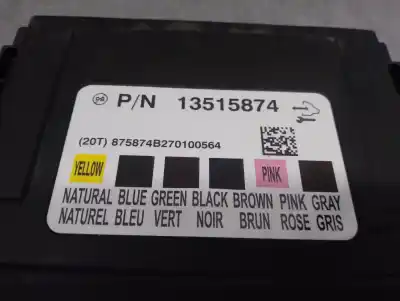 P/N 13515874
(20T) 875874B270100564
YELLOW PINK
NATURAL BLUE GREEN BLACK BROWN PINK GRAY
NATUREL BLEU VERT NOIR BRUN ROSE GRIS